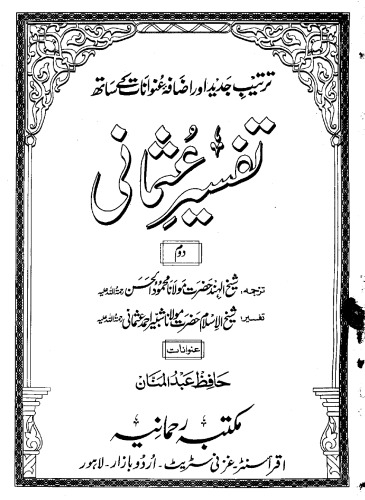 ترتیبِ جدید اور اضافۂ عنوانات کے ساتھ
تفسیرِ عثمانی
دوم
ترجمہ: شیخ الہند حضرت مولانا محمود الحسن رحمۃ اللہ علیہ
تفسیر: شیخ الاسلام حضرت مولانا شبیر احمد عثمانی رحمۃ اللہ علیہ
عنوانات
حافظ عبد المنان
مکتبہ رحمانیہ
اقرأ سنٹر غزنی سٹریٹ - اردو بازار - لاہور